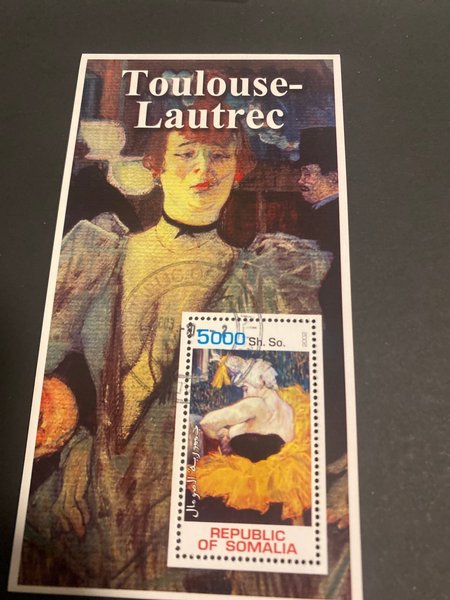 Toulouse-
Lautrec
5000 Sh. So.
2002
جمهورية الصومال
REPUBLIC
OF SOMALIA